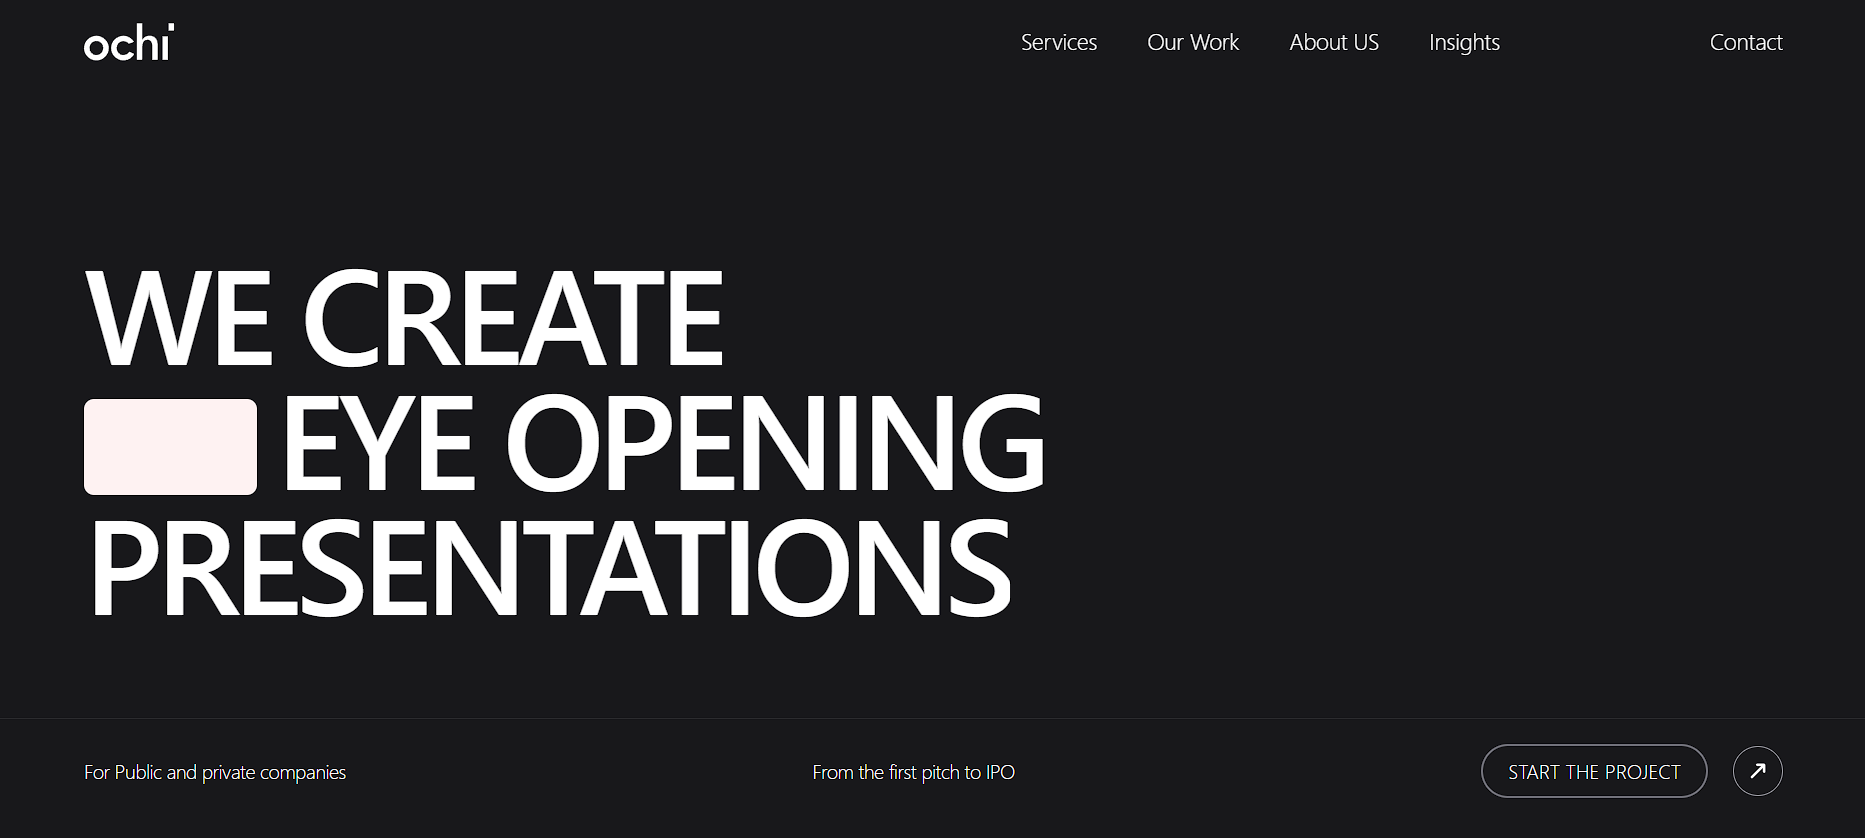 ochi
Services Our Work About US Insights Contact
WE CREATE
EYE OPENING
PRESENTATIONS
For Public and private companies From the first pitch to IPO START THE PROJECT